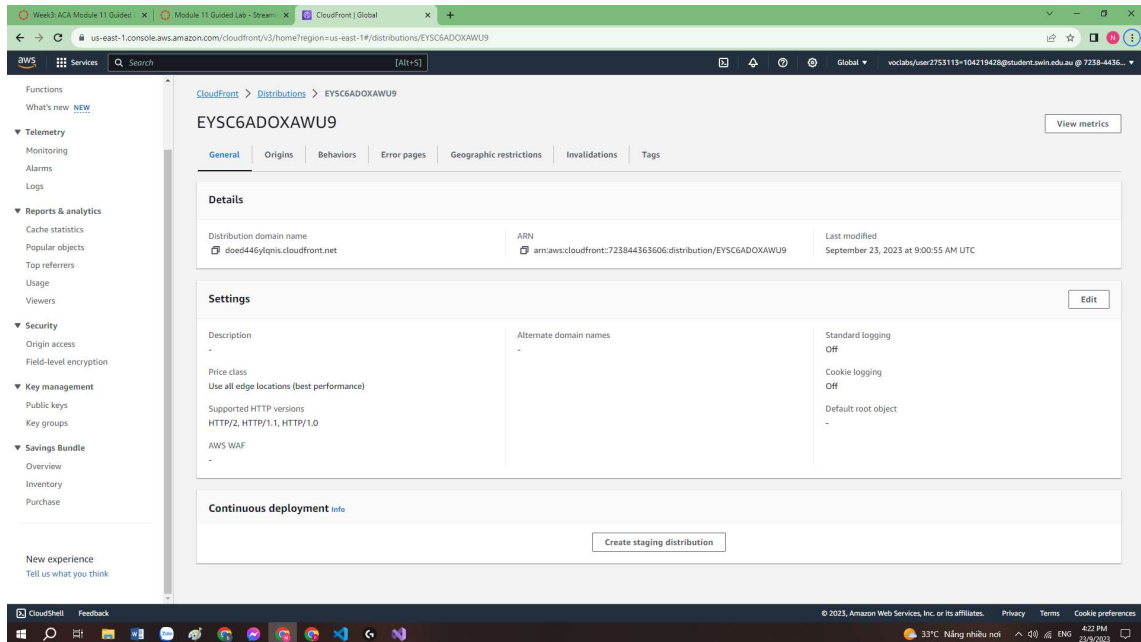 Week3: ACA Module 11 Guided L
Module 11 Guided Lab - Stream
CloudFront | Global
us-east-1.console.aws.amazon.com/cloudfront/v3/home?region=us-east-1#/distributions/EYSC6ADOXAWU9
N
aws
Services
Search
[Alt+S]
Global
voclabs/user2753113=104219428@student.swin.edu.au @ 7238-4436...
Functions
What's new NEW
Telemetry
Monitoring
Alarms
Logs
Reports & analytics
Cache statistics
Popular objects
Top referrers
Usage
Viewers
Security
Origin access
Field-level encryption
Key management
Public keys
Key groups
Savings Bundle
Overview
Inventory
Purchase
New experience
Tell us what you think
CloudFront > Distributions > EYSC6ADOXAWU9
EYSC6ADOXAWU9
View metrics
General
Origins
Behaviors
Error pages
Geographic restrictions
Invalidations
Tags
Details
Distribution domain name
doed446ylqnis.cloudfront.net
ARN
arn:aws:cloudfront::723844363606:distribution/EYSC6ADOXAWU9
Last modified
September 23, 2023 at 9:00:55 AM UTC
Settings
Edit
Description
-
Price class
Use all edge locations (best performance)
Supported HTTP versions
HTTP/2, HTTP/1.1, HTTP/1.0
AWS WAF
-
Alternate domain names
-
Standard logging
Off
Cookie logging
Off
Default root object
-
Continuous deployment Info
Create staging distribution
CloudShell
Feedback
© 2023, Amazon Web Services, Inc. or its affiliates.
Privacy
Terms
Cookie preferences
33°C Nắng nhiều nơi
ENG
4:22 PM
23/9/2023